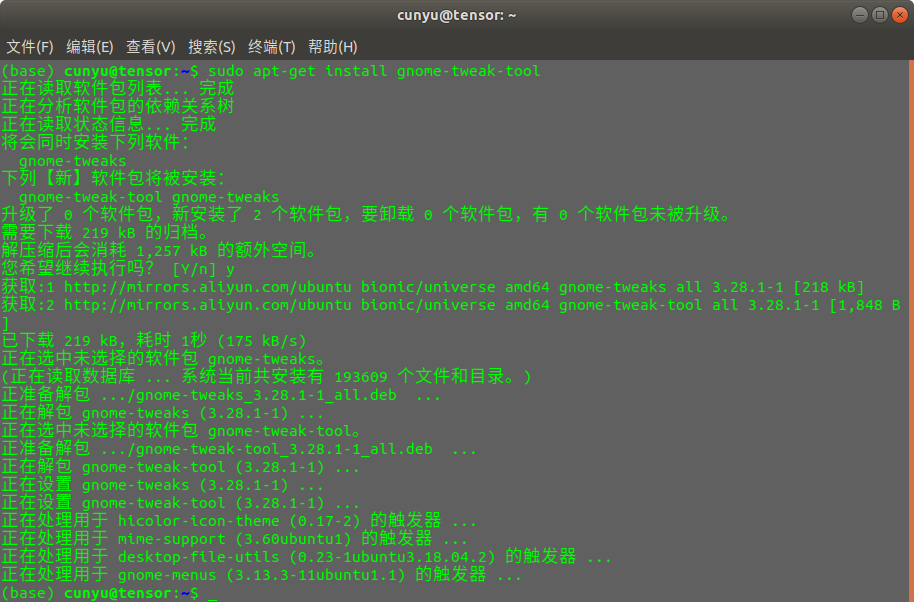 cunyu@tensor: ~
文件(F) 编辑(E) 查看(V) 搜索(S) 终端(T) 帮助(H)
(base) cunyu@tensor:~$ sudo apt-get install gnome-tweak-tool
正在读取软件包列表... 完成
正在分析软件包的依赖关系树
正在读取状态信息... 完成
将会同时安装下列软件：
  gnome-tweaks
下列【新】软件包将被安装：
  gnome-tweak-tool gnome-tweaks
升级了 0 个软件包，新安装了 2 个软件包，要卸载 0 个软件包，有 0 个软件包未被升级。
需要下载 219 kB 的归档。
解压缩后会消耗 1,257 kB 的额外空间。
您希望继续执行吗？ [Y/n] y
获取:1 http://mirrors.aliyun.com/ubuntu bionic/universe amd64 gnome-tweaks all 3.28.1-1 [218 kB]
获取:2 http://mirrors.aliyun.com/ubuntu bionic/universe amd64 gnome-tweak-tool all 3.28.1-1 [1,848 B
]
已下载 219 kB，耗时 1秒 (175 kB/s)
正在选中未选择的软件包 gnome-tweaks。
(正在读取数据库 ... 系统当前共安装有 193609 个文件和目录。)
正准备解包 .../gnome-tweaks_3.28.1-1_all.deb  ...
正在解包 gnome-tweaks (3.28.1-1) ...
正在选中未选择的软件包 gnome-tweak-tool。
正准备解包 .../gnome-tweak-tool_3.28.1-1_all.deb  ...
正在解包 gnome-tweak-tool (3.28.1-1) ...
正在设置 gnome-tweaks (3.28.1-1) ...
正在设置 gnome-tweak-tool (3.28.1-1) ...
正在处理用于 hicolor-icon-theme (0.17-2) 的触发器 ...
正在处理用于 mime-support (3.60ubuntu1) 的触发器 ...
正在处理用于 desktop-file-utils (0.23-1ubuntu3.18.04.2) 的触发器 ...
正在处理用于 gnome-menus (3.13.3-11ubuntu1.1) 的触发器 ...
(base) cunyu@tensor:~$ _